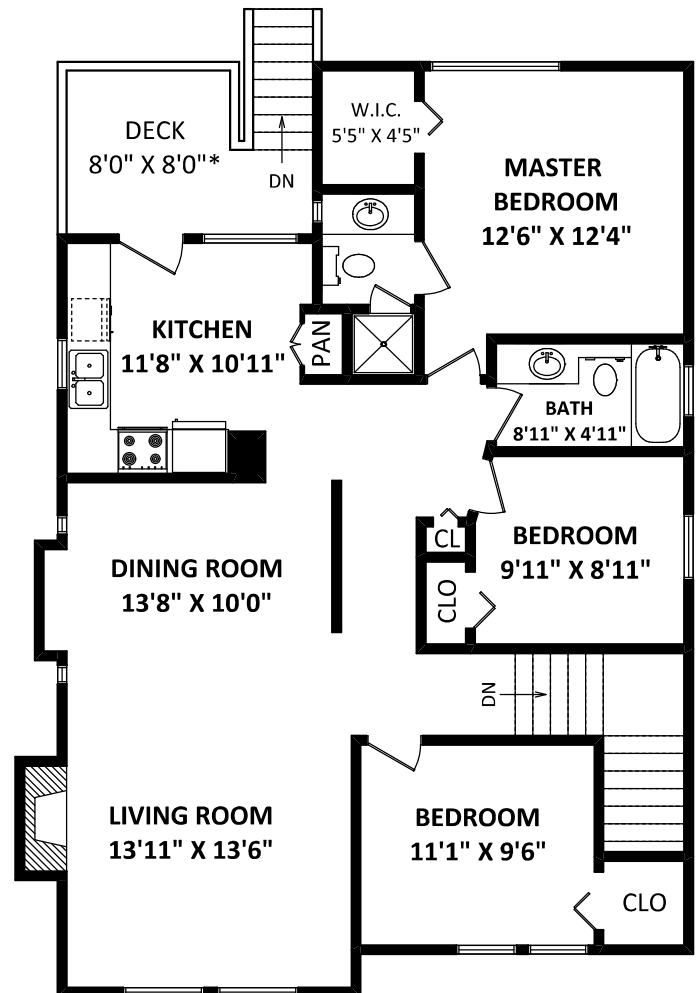 DECK
8'0" X 8'0"*
DN
W.I.C.
5'5" X 4'5"
MASTER
BEDROOM
12'6" X 12'4"
KITCHEN
11'8" X 10'11"
PAN
BATH
8'11" X 4'11"
CL
BEDROOM
9'11" X 8'11"
CLO
DINING ROOM
13'8" X 10'0"
DN
LIVING ROOM
13'11" X 13'6"
BEDROOM
11'1" X 9'6"
CLO